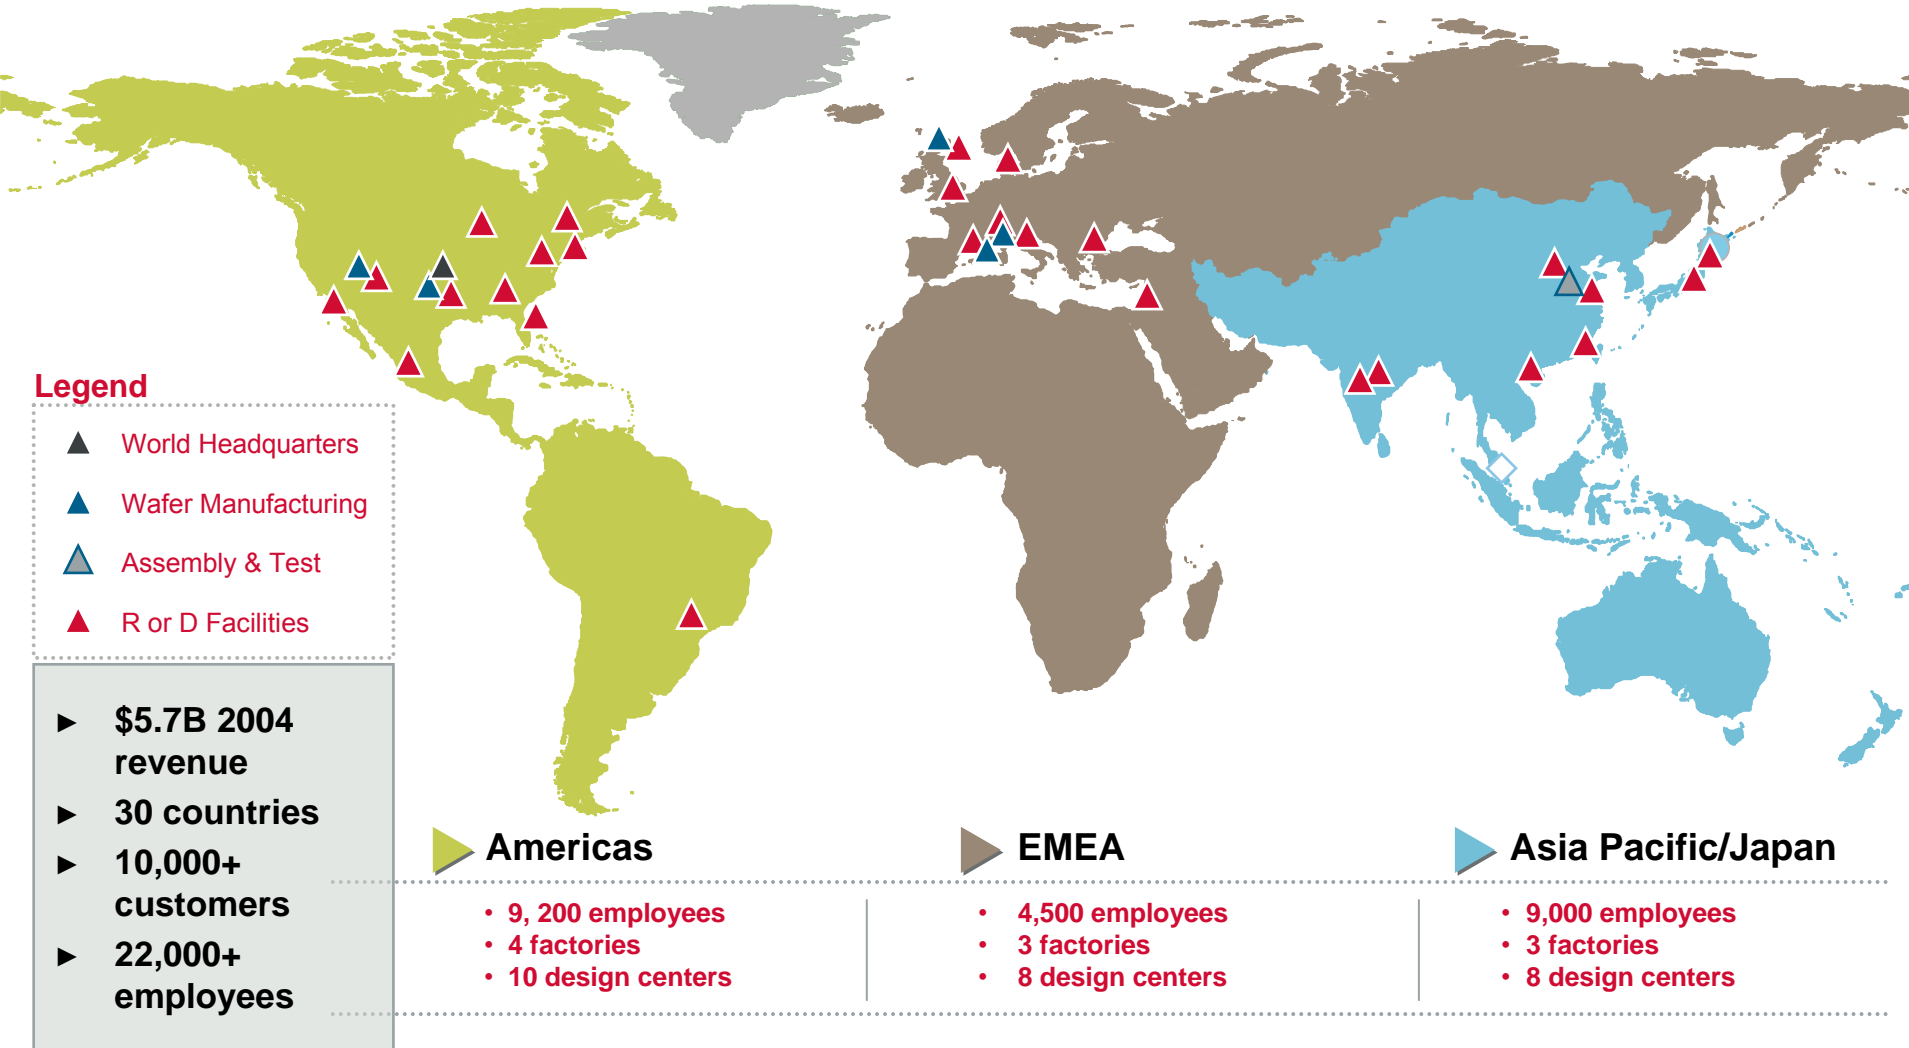 Legend
World Headquarters
Wafer Manufacturing
Assembly & Test
R or D Facilities
► $5.7B 2004
revenue
► 30 countries
► 10,000+
customers
► 22,000+
employees
Americas
• 9, 200 employees
• 4 factories
• 10 design centers
EMEA
• 4,500 employees
• 3 factories
• 8 design centers
Asia Pacific/Japan
• 9,000 employees
• 3 factories
• 8 design centers